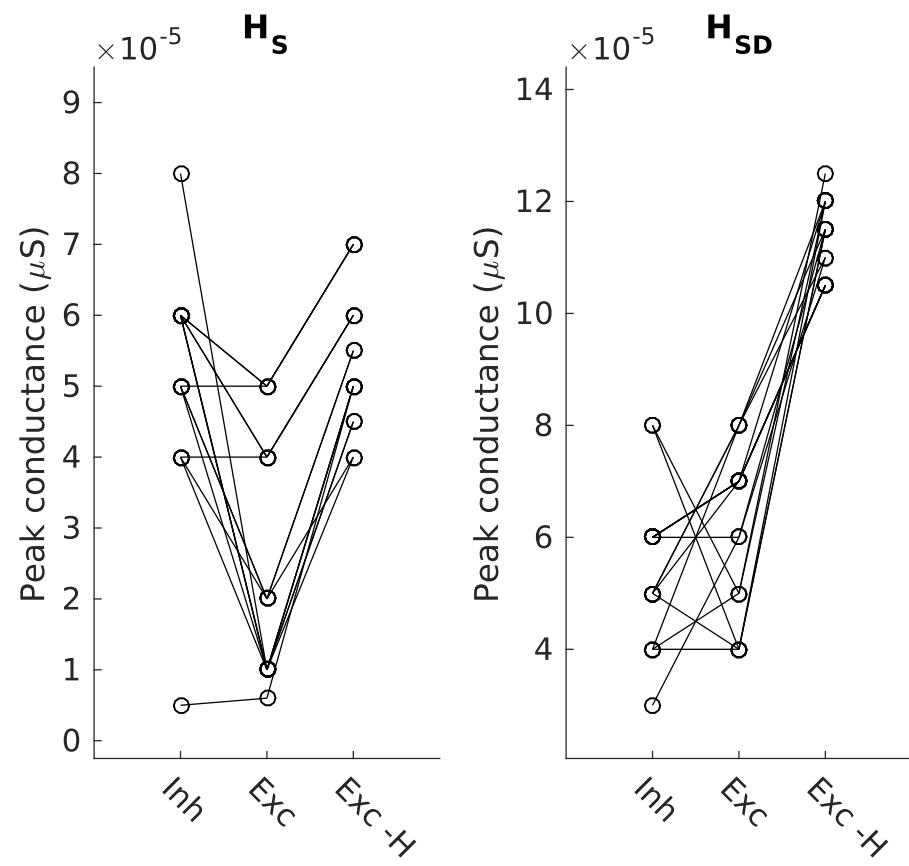 H_S
×10^-5
Peak conductance (μS)
9
8
7
6
5
4
3
2
1
0
Inh
Exc
Exc -H
H_SD
×10^-5
Peak conductance (μS)
14
12
10
8
6
4
Inh
Exc
Exc -H